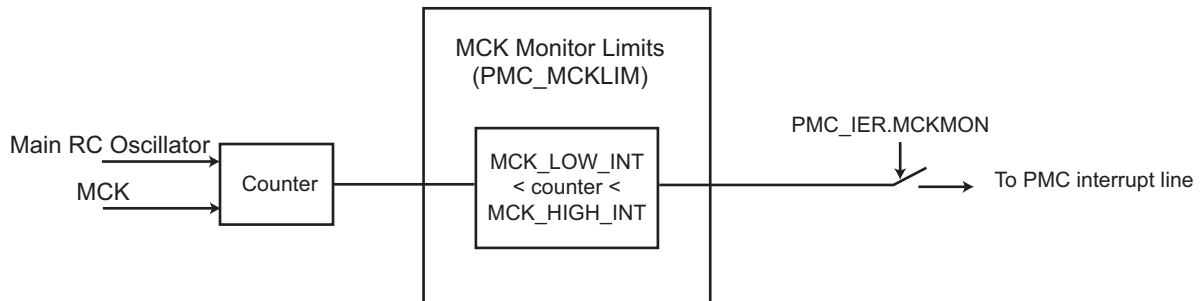 MCK Monitor Limits
(PMC_MCKLIM)
Main RC Oscillator
MCK
Counter
MCK_LOW_INT
< counter <
MCK_HIGH_INT
PMC_IER.MCKMON
To PMC interrupt line